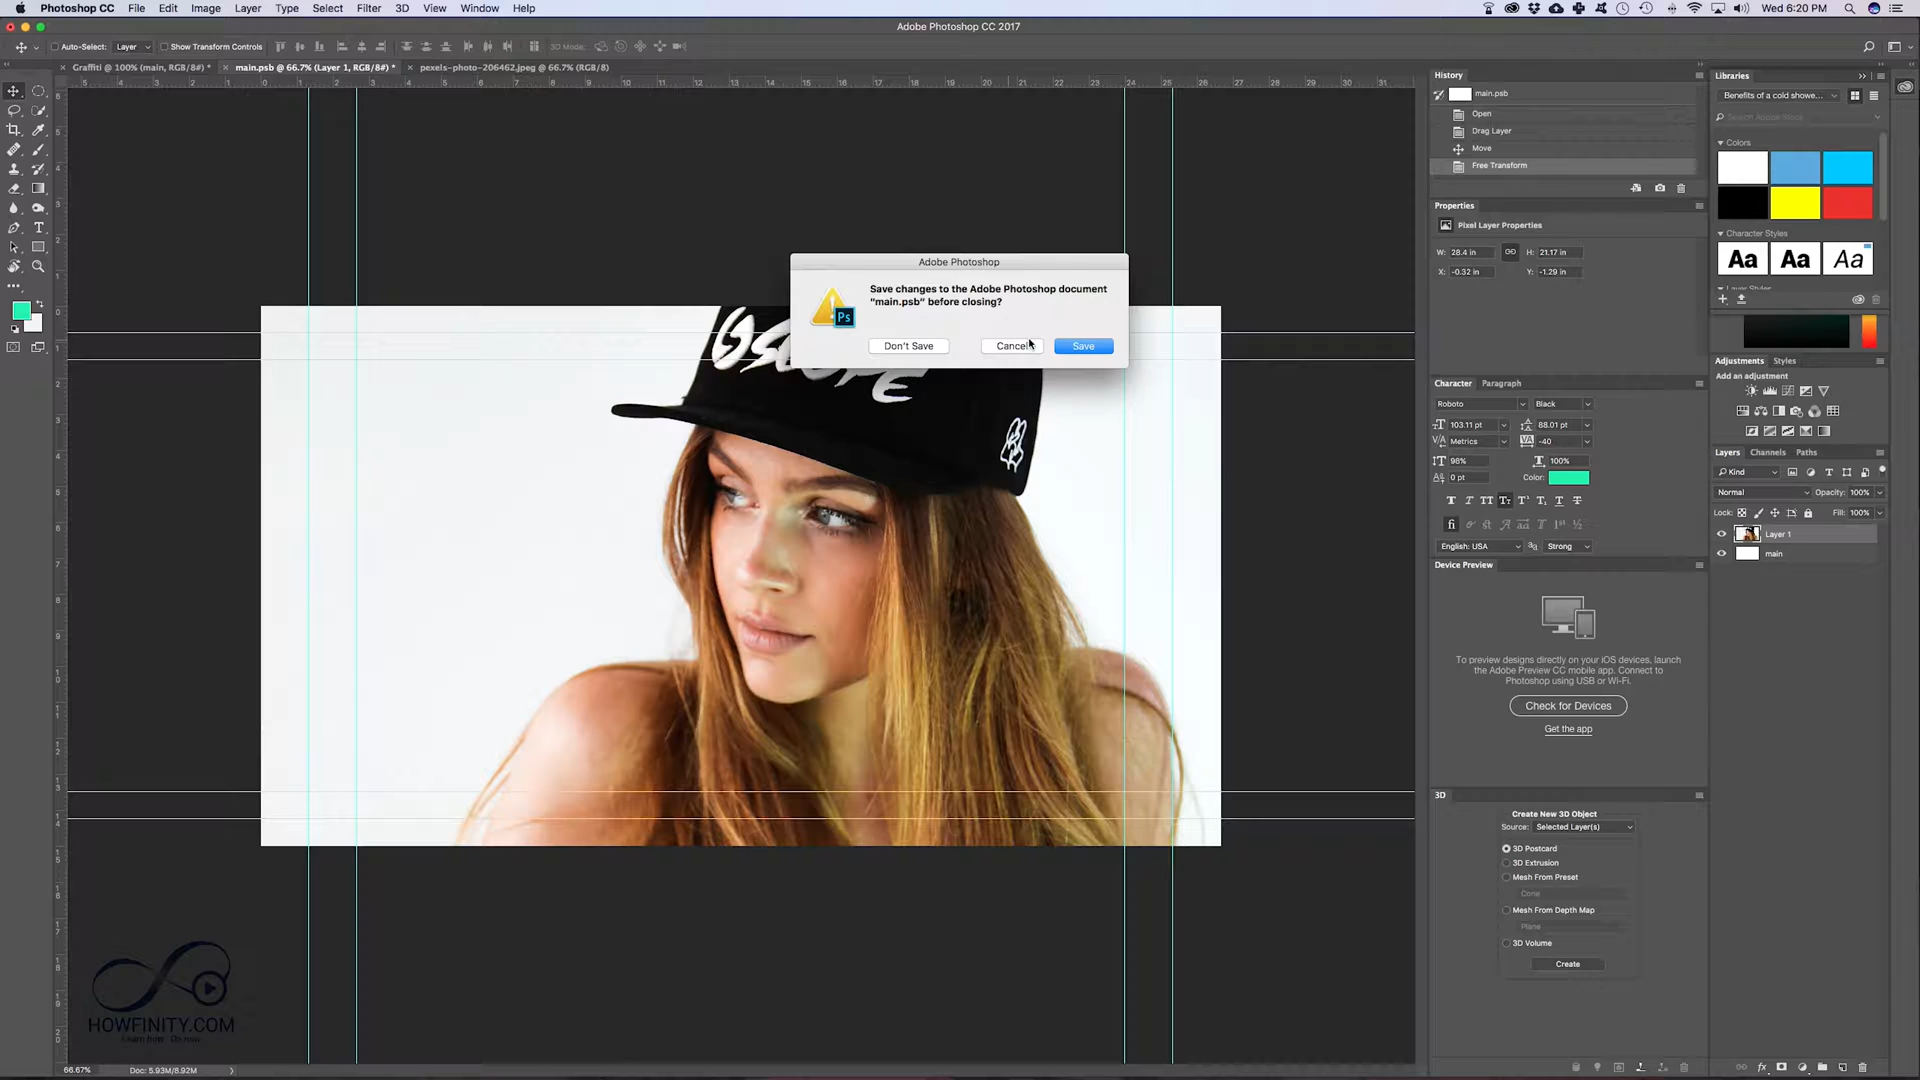 Photoshop CC File Edit Image Layer Type Select Filter 3D View Window Help
Wed 6:20 PM
Adobe Photoshop CC 2017
Auto-Select: Layer Show Transform Controls
3D Mode:
Graffiti @ 100% (main, RGB/8#) *
main.psb @ 66.7% (Layer 1, RGB/8#) *
pexels-photo-206462.jpeg @ 66.7% (RGB/8)
Adobe Photoshop
Save changes to the Adobe Photoshop document
“main.psb” before closing?
Ps
Don't Save
Cancel
Save
HOWFINITY.COM
Learn how. Do now.
66.67%
Doc: 5.93M/8.92M
History
main.psb
Open
Drag Layer
Move
Free Transform
Properties
Pixel Layer Properties
W: 28.4 in
H: 21.17 in
X: -0.32 in
Y: -1.29 in
Character Paragraph
Roboto
Black
103.11 pt
88.01 pt
Metrics
-40
98%
100%
0 pt
Color:
English: USA
Strong
Device Preview
To preview designs directly on your iOS devices, launch
the Adobe Preview CC mobile app. Connect to
Photoshop using USB or Wi-Fi.
Check for Devices
Get the app
3D
Create New 3D Object
Source: Selected Layer(s)
3D Postcard
3D Extrusion
Mesh From Preset
Cone
Mesh From Depth Map
Plane
3D Volume
Create
Libraries
Benefits of a cold showe...
Search Adobe Stock
Colors
Character Styles
Aa Aa Aa
Layer Styles
Adjustments Styles
Add an adjustment
Layers Channels Paths
Kind
Normal
Opacity: 100%
Lock:
Fill: 100%
Layer 1
main